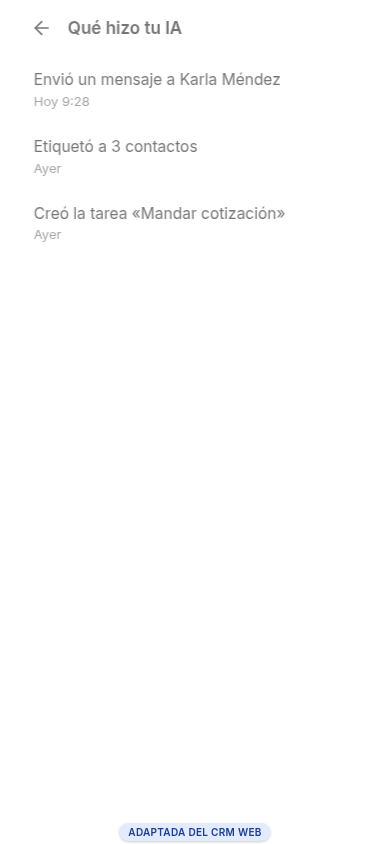 Qué hizo tu IA
Envió un mensaje a Karla Méndez
Hoy 9:28
Etiquetó a 3 contactos
Ayer
Creó la tarea «Mandar cotización»
Ayer
ADAPTADA DEL CRM WEB